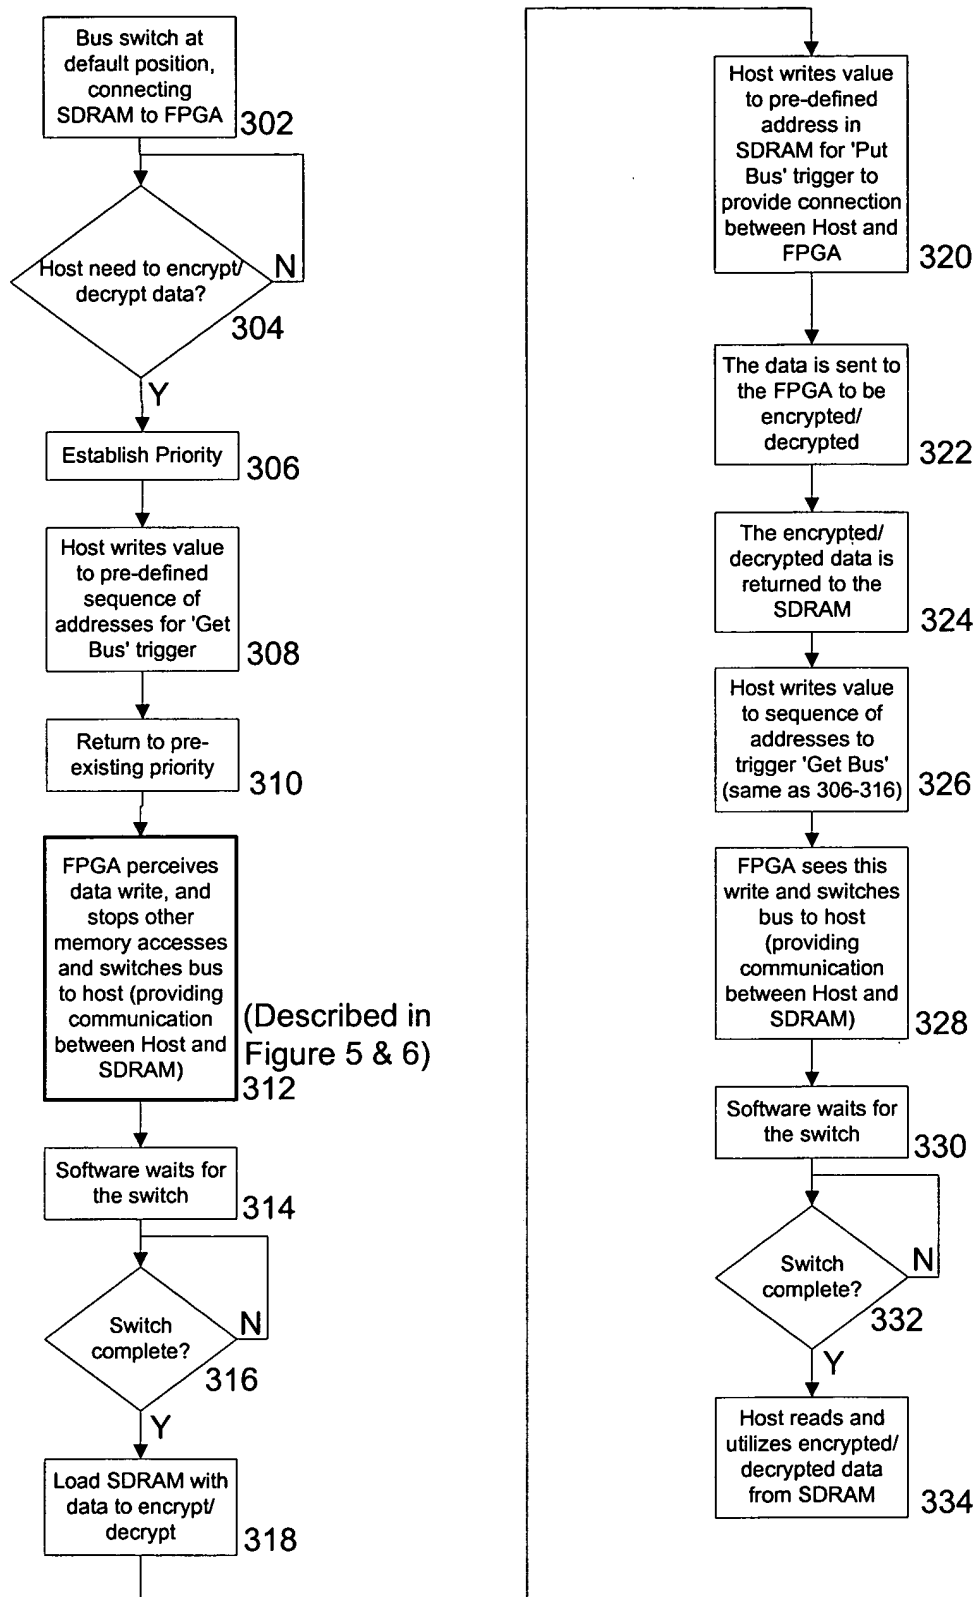 Bus switch at
default position,
connecting
SDRAM to FPGA
302
Host need to encrypt/
decrypt data?
N
304
Y
Establish Priority
306
Host writes value
to pre-defined
sequence of
addresses for 'Get
Bus' trigger
308
Return to pre-
existing priority
310
FPGA perceives
data write, and
stops other
memory accesses
and switches bus
to host (providing
communication
between Host and
SDRAM)
(Described in
Figure 5 & 6)
312
Software waits for
the switch
314
Switch
complete?
N
316
Y
Load SDRAM with
data to encrypt/
decrypt
318
Host writes value
to pre-defined
address in
SDRAM for 'Put
Bus' trigger to
provide connection
between Host and
FPGA
320
The data is sent to
the FPGA to be
encrypted/
decrypted
322
The encrypted/
decrypted data is
returned to the
SDRAM
324
Host writes value
to sequence of
addresses to
trigger 'Get Bus'
(same as 306-316)
326
FPGA sees this
write and switches
bus to host
(providing
communication
between Host and
SDRAM)
328
Software waits for
the switch
330
Switch
complete?
N
332
Y
Host reads and
utilizes encrypted/
decrypted data
from SDRAM
334